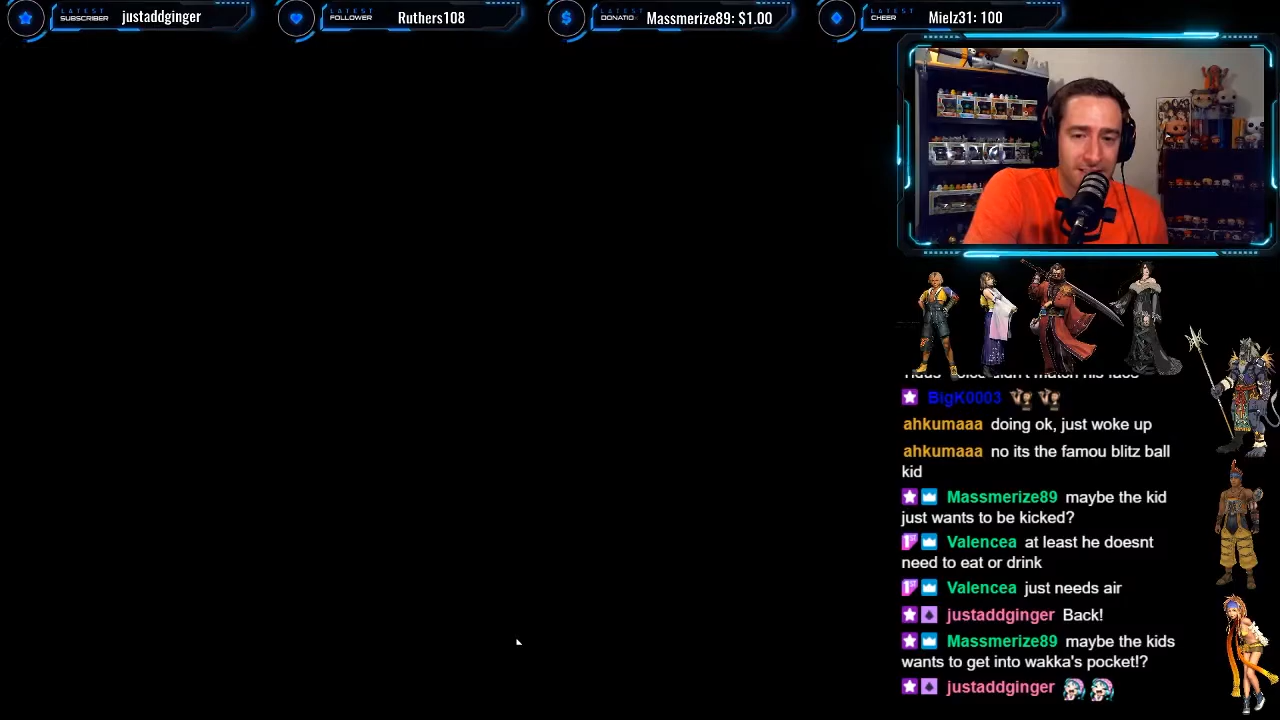 LATEST
SUBSCRIBER
justaddginger
LATEST
FOLLOWER
Ruthers108
LATEST
Massmerize89: $1.00
LATEST
CHEER
Mielz31: 100
BigK0003
ahkumaaa doing ok, just woke up
ahkumaaa no its the famou blitz ball
kid
Massmerize89 maybe the kid
just wants to be kicked?
Valencea at least he doesnt
need to eat or drink
Valencea just needs air
justaddginger Back!
Massmerize89 maybe the kids
wants to get into wakka's pocket!?
justaddginger